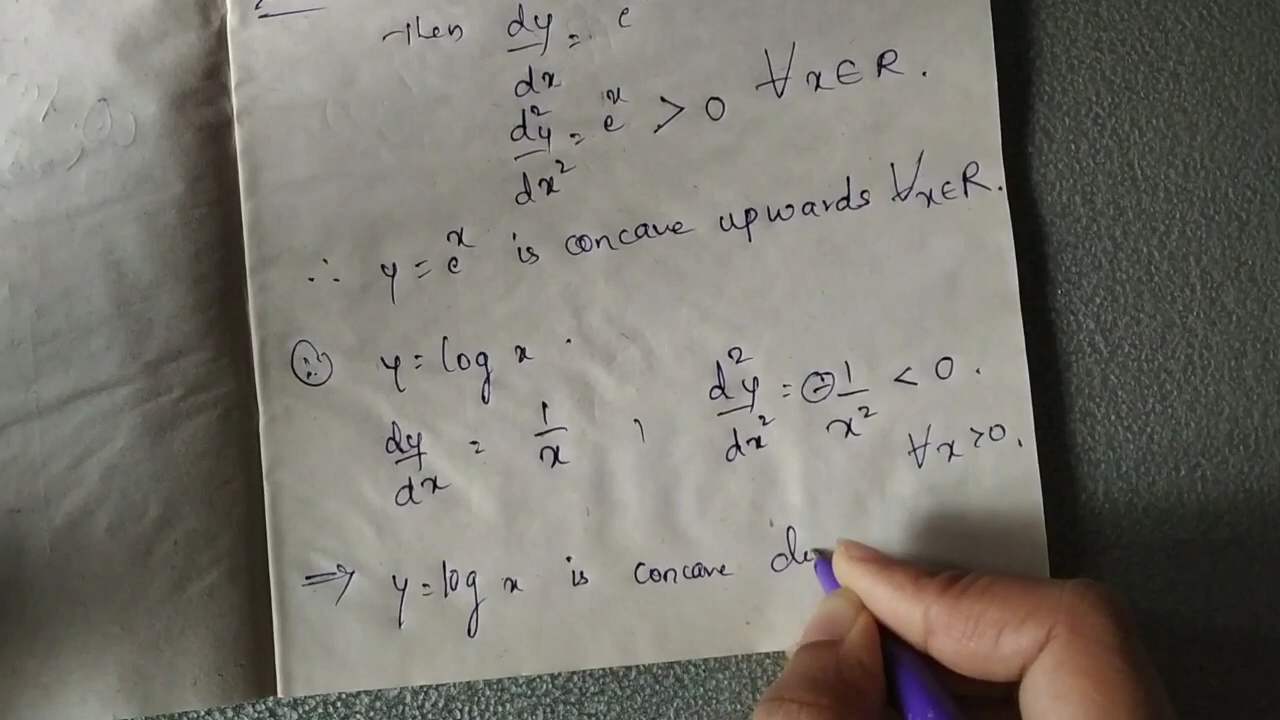 Then dy/dx = e
d²y/dx² = e^x > 0 ∀ x ∈ R.
∴ y = e^x is concave upwards ∀ x ∈ R.
y = log x.
dy/dx = 1/x , d²y/dx² = -1/x² < 0.
∀ x > 0.
⇒ y = log x is concave